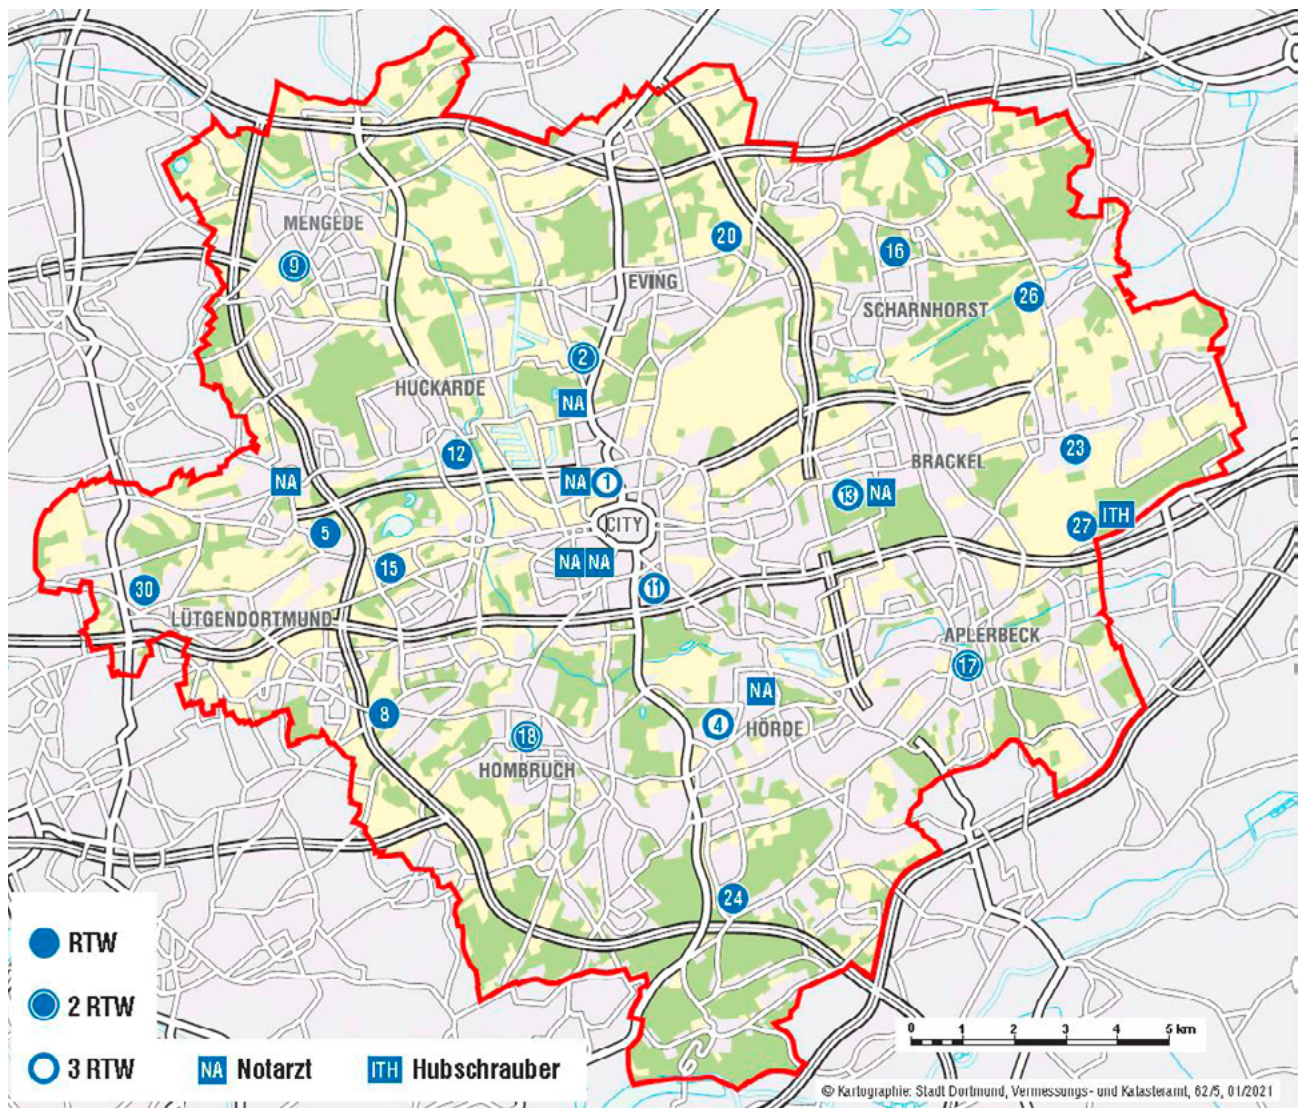 MENGEDE
20
16
9
EVING
26
SCHARNHORST
2
HUCKARDE
NA
23
12
BRACKEL
NA
NA 1
13 NA
ITH
27
CITY
5
NA NA
15
30
11
LÜTGENDORTMUND
APLERBECK
17
NA
8
4
HÖRDE
18
HOMBRUCH
24
RTW
2 RTW
3 RTW
NA Notarzt
ITH Hubschrauber
0 1 2 3 4 5 km
© Kartographie: Stadt Dortmund, Vermessungs- und Katasteramt, 62/5, 01/2021